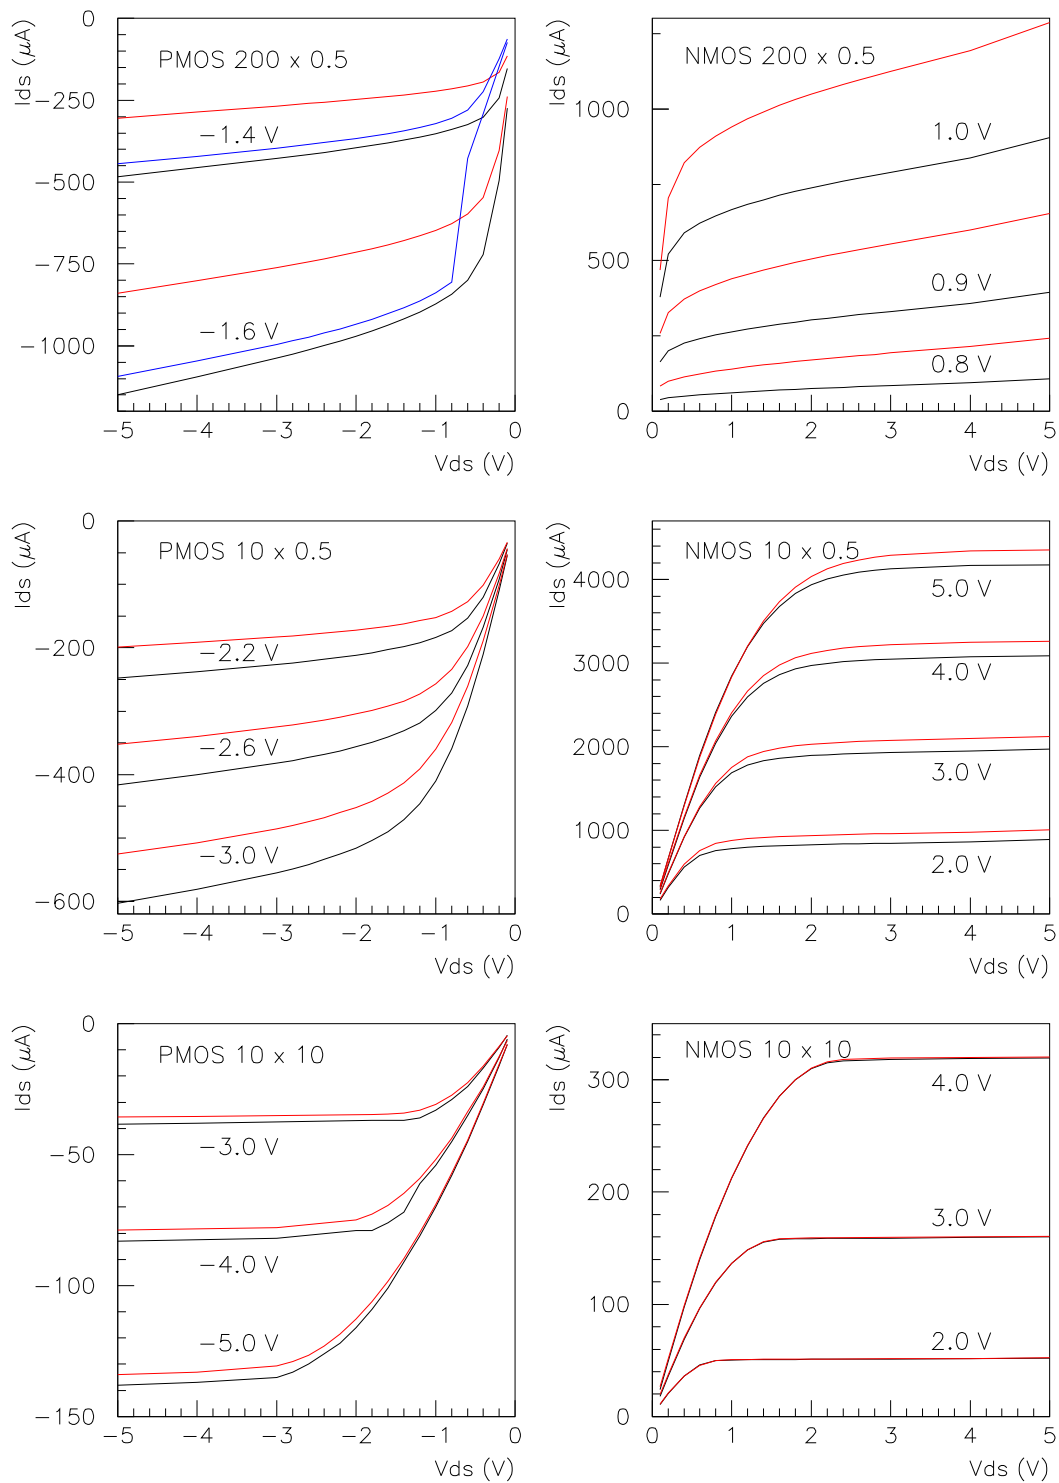 PMOS 200 x 0.5
Ids (μA)
0
−250
−500
−750
−1000
−1.4 V
−1.6 V
−5
−4
−3
−2
−1
0
Vds (V)
NMOS 200 x 0.5
Ids (μA)
1000
500
0
1.0 V
0.9 V
0.8 V
0
1
2
3
4
5
Vds (V)
PMOS 10 x 0.5
Ids (μA)
0
−200
−400
−600
−2.2 V
−2.6 V
−3.0 V
−5
−4
−3
−2
−1
0
Vds (V)
NMOS 10 x 0.5
Ids (μA)
4000
3000
2000
1000
0
5.0 V
4.0 V
3.0 V
2.0 V
0
1
2
3
4
5
Vds (V)
PMOS 10 x 10
Ids (μA)
0
−50
−100
−150
−3.0 V
−4.0 V
−5.0 V
−5
−4
−3
−2
−1
0
Vds (V)
NMOS 10 x 10
Ids (μA)
300
200
100
0
4.0 V
3.0 V
2.0 V
0
1
2
3
4
5
Vds (V)